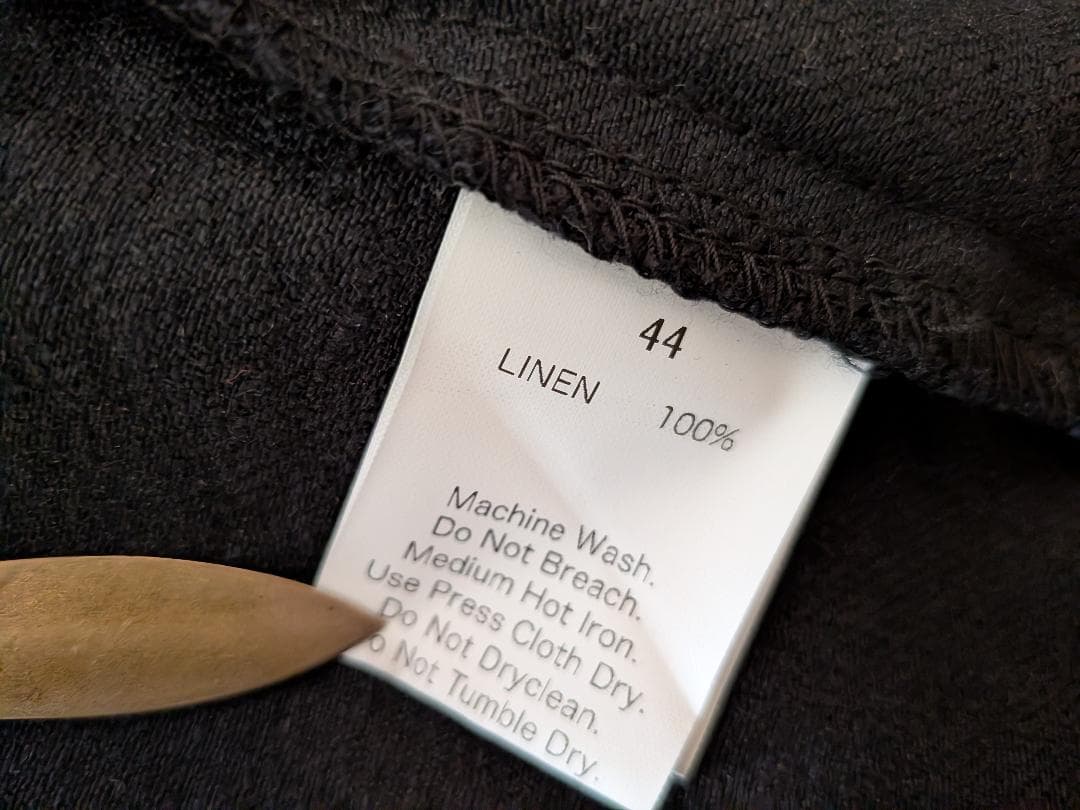 44
LINEN 100%
Machine Wash.
Do Not Breach.
Medium Hot Iron.
Use Press Cloth Dry.
Do Not Dryclean.
o Not Tumble Dry.